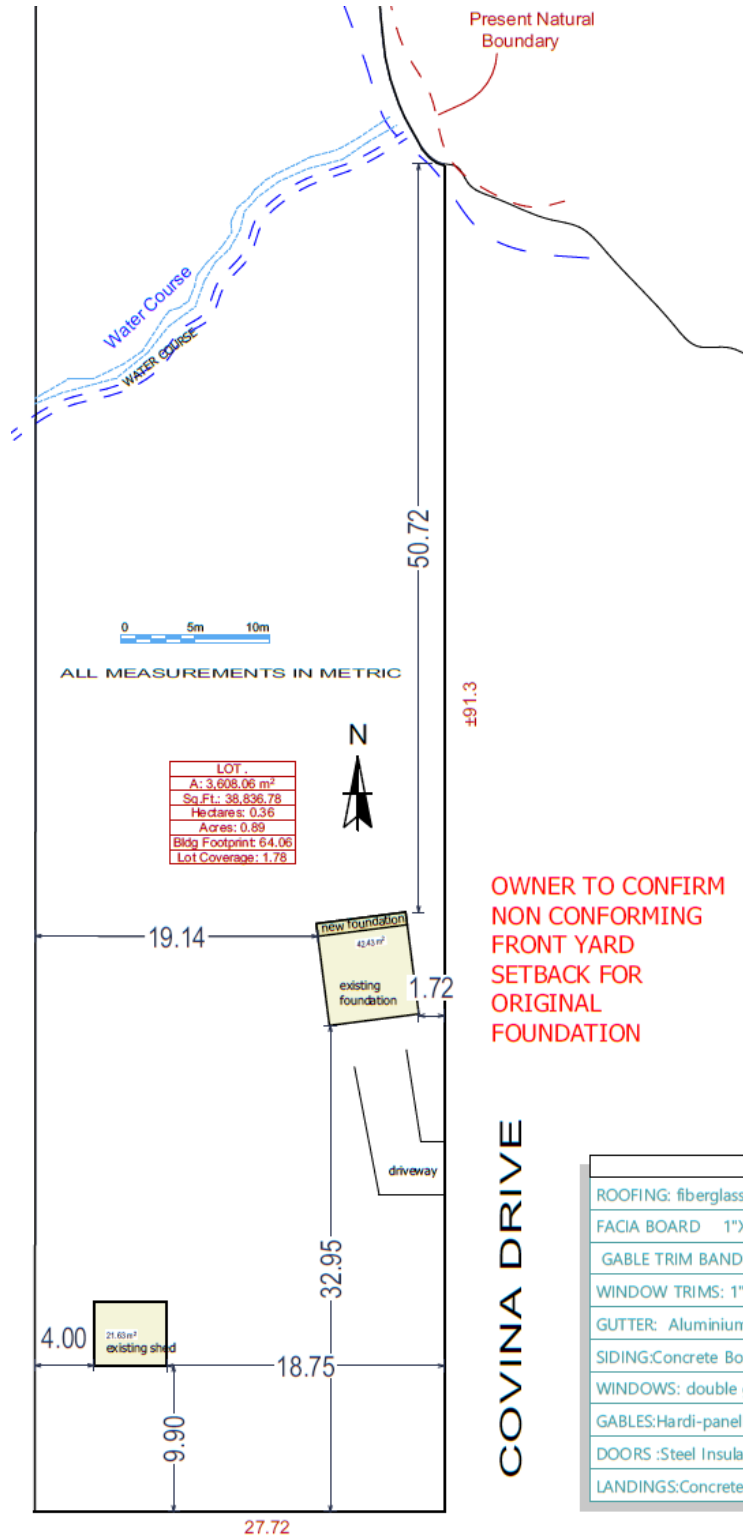 Present Natural
Boundary
Water Course
WATER COURSE
50.72
0 5m 10m
ALL MEASUREMENTS IN METRIC
±91.3
N
LOT .
A: 3,608.06 m²
Sq.Ft.: 38,836.78
Hectares: 0.36
Acres: 0.89
Bldg Footprint: 64.06
Lot Coverage: 1.78
OWNER TO CONFIRM
NON CONFORMING
FRONT YARD
SETBACK FOR
ORIGINAL
FOUNDATION
19.14
new foundation
42.43 m²
existing
foundation
1.72
driveway
COVINA DRIVE
32.95
4.00
21.63 m²
existing shed
18.75
9.90
27.72
ROOFING: fiberglass
FACIA BOARD 1"X
GABLE TRIM BAND
WINDOW TRIMS: 1"
GUTTER: Aluminium
SIDING:Concrete Bo
WINDOWS: double
GABLES:Hardi-panel
DOORS :Steel Insula
LANDINGS:Concrete